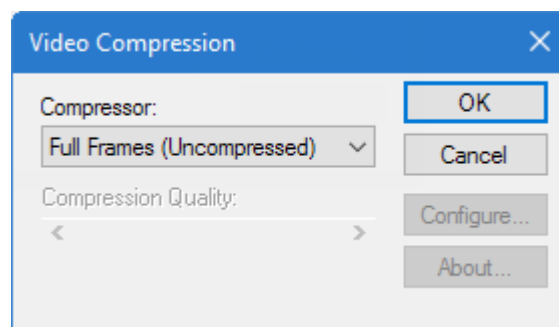 Video Compression
Compressor:
Full Frames (Uncompressed)
Compression Quality:
OK
Cancel
Configure...
About...